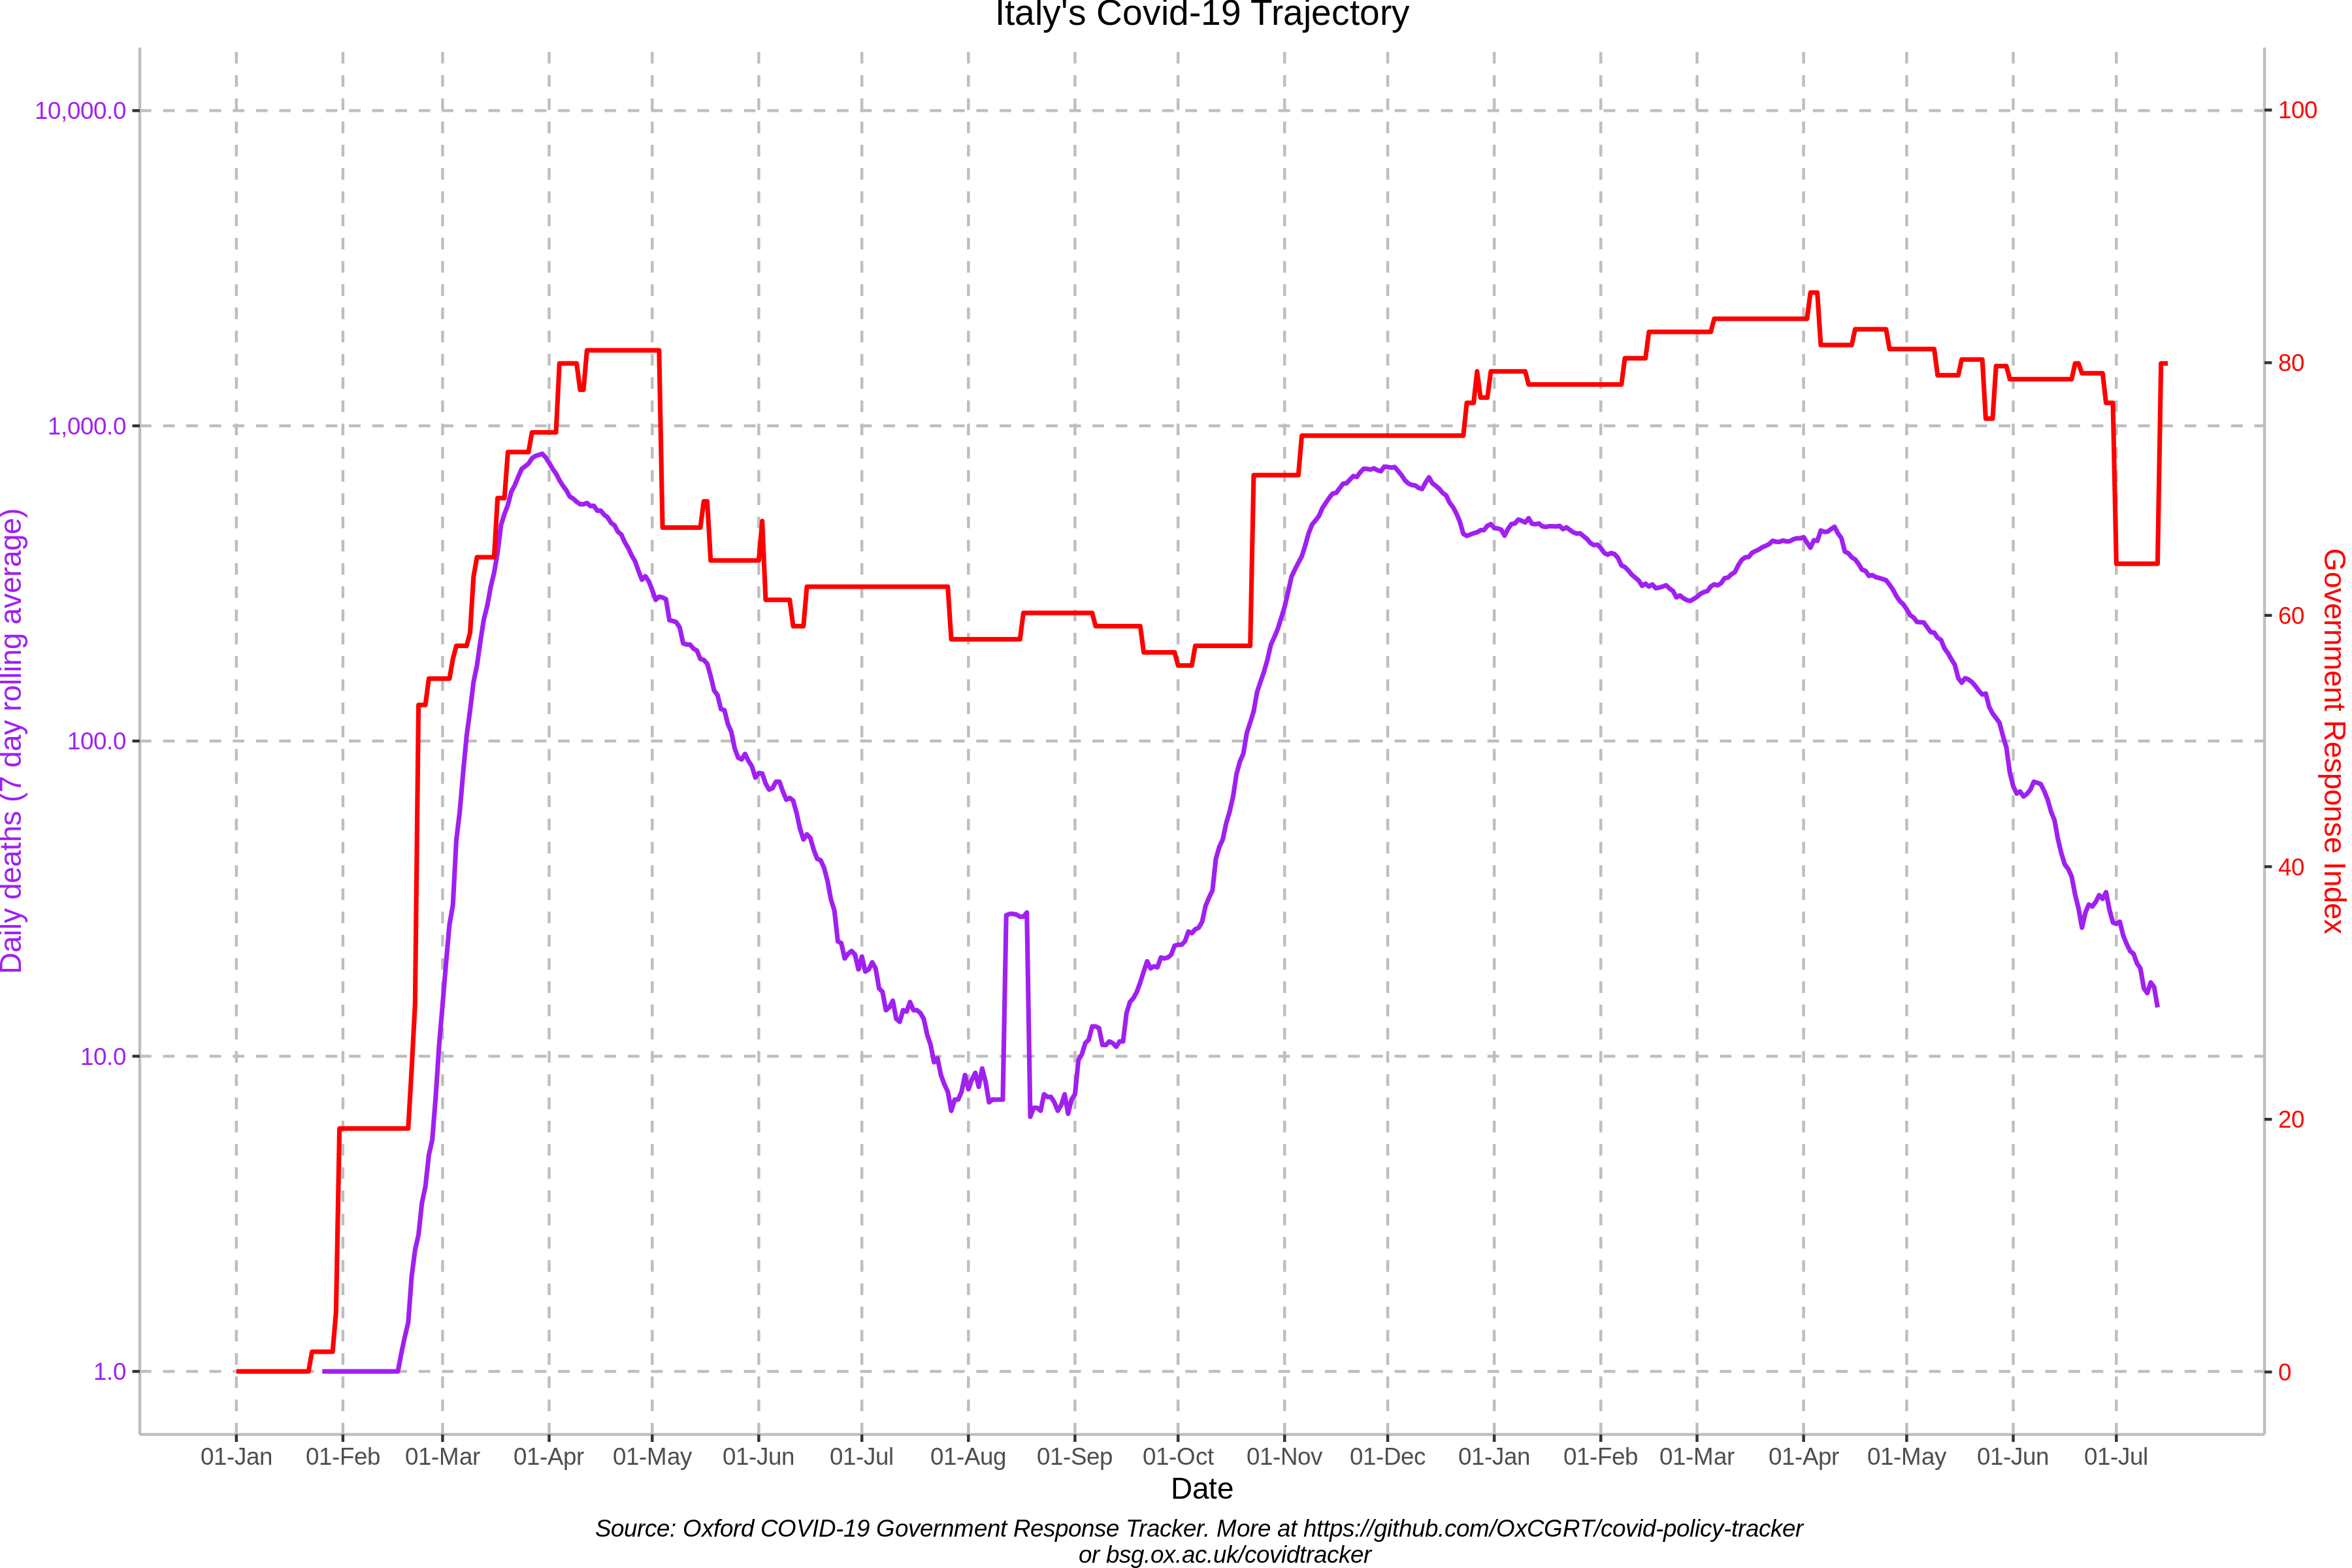 Italy's Covid-19 Trajectory
10,000.0
1,000.0
100.0
10.0
1.0
Daily deaths (7 day rolling average)
100
80
60
40
20
0
Government Response Index
01-Jan 01-Feb 01-Mar 01-Apr 01-May 01-Jun 01-Jul 01-Aug 01-Sep 01-Oct 01-Nov 01-Dec 01-Jan 01-Feb 01-Mar 01-Apr 01-May 01-Jun 01-Jul
Date
Source: Oxford COVID-19 Government Response Tracker. More at https://github.com/OxCGRT/covid-policy-tracker
or bsg.ox.ac.uk/covidtracker